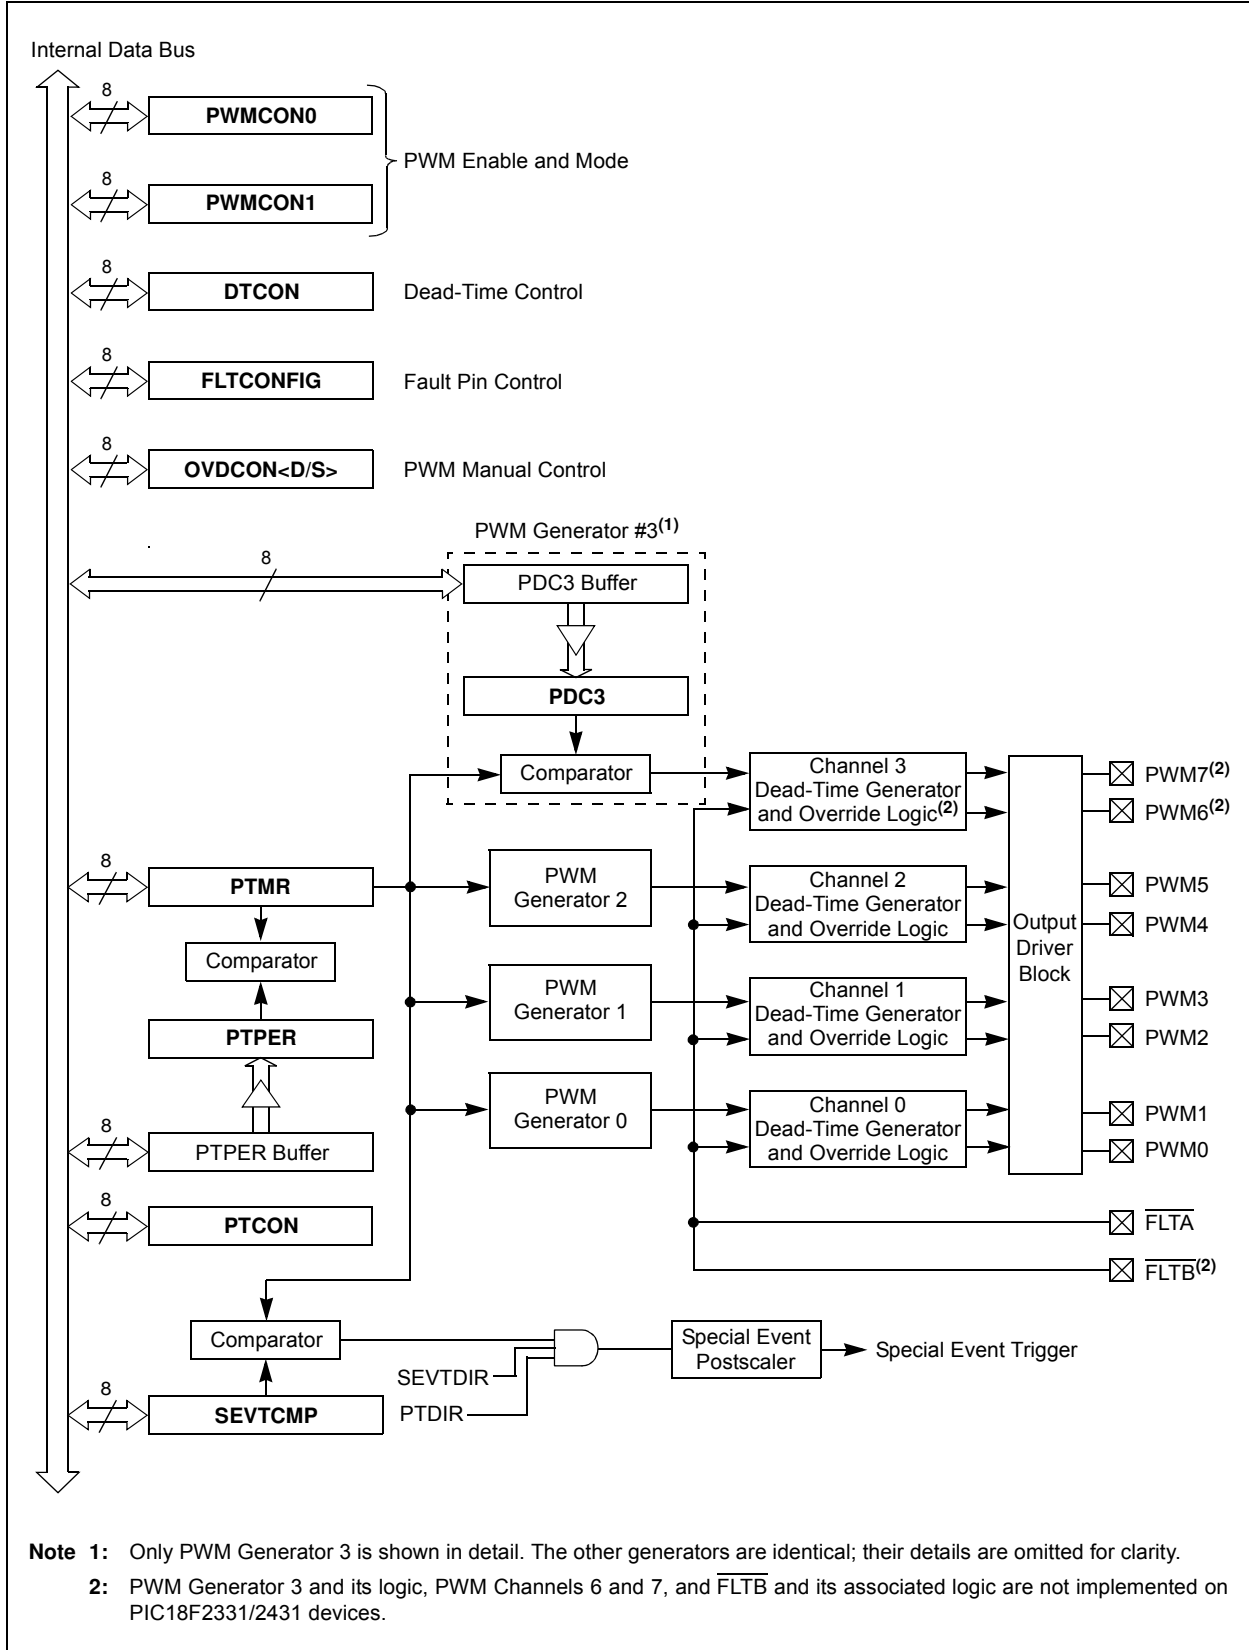 Internal Data Bus
8
PWMCON0
PWM Enable and Mode
8
PWMCON1
8
DTCON
Dead-Time Control
8
FLTCONFIG
Fault Pin Control
8
OVDCON<D/S>
PWM Manual Control
PWM Generator #3(1)
8
PDC3 Buffer
PDC3
Comparator
Channel 3
Dead-Time Generator
and Override Logic(2)
PWM7(2)
PWM6(2)
8
PTMR
PWM
Generator 2
Channel 2
Dead-Time Generator
and Override Logic
PWM5
PWM4
Output
Driver
Block
Comparator
PWM
Generator 1
Channel 1
Dead-Time Generator
and Override Logic
PWM3
PWM2
PTPER
PWM
Generator 0
Channel 0
Dead-Time Generator
and Override Logic
PWM1
PWM0
8
PTPER Buffer
8
PTCON
FLTA
FLTB(2)
Comparator
SEVTDIR
PTDIR
Special Event
Postscaler
Special Event Trigger
8
SEVTCMP
Note 1: Only PWM Generator 3 is shown in detail. The other generators are identical; their details are omitted for clarity.
2: PWM Generator 3 and its logic, PWM Channels 6 and 7, and FLTB and its associated logic are not implemented on
PIC18F2331/2431 devices.